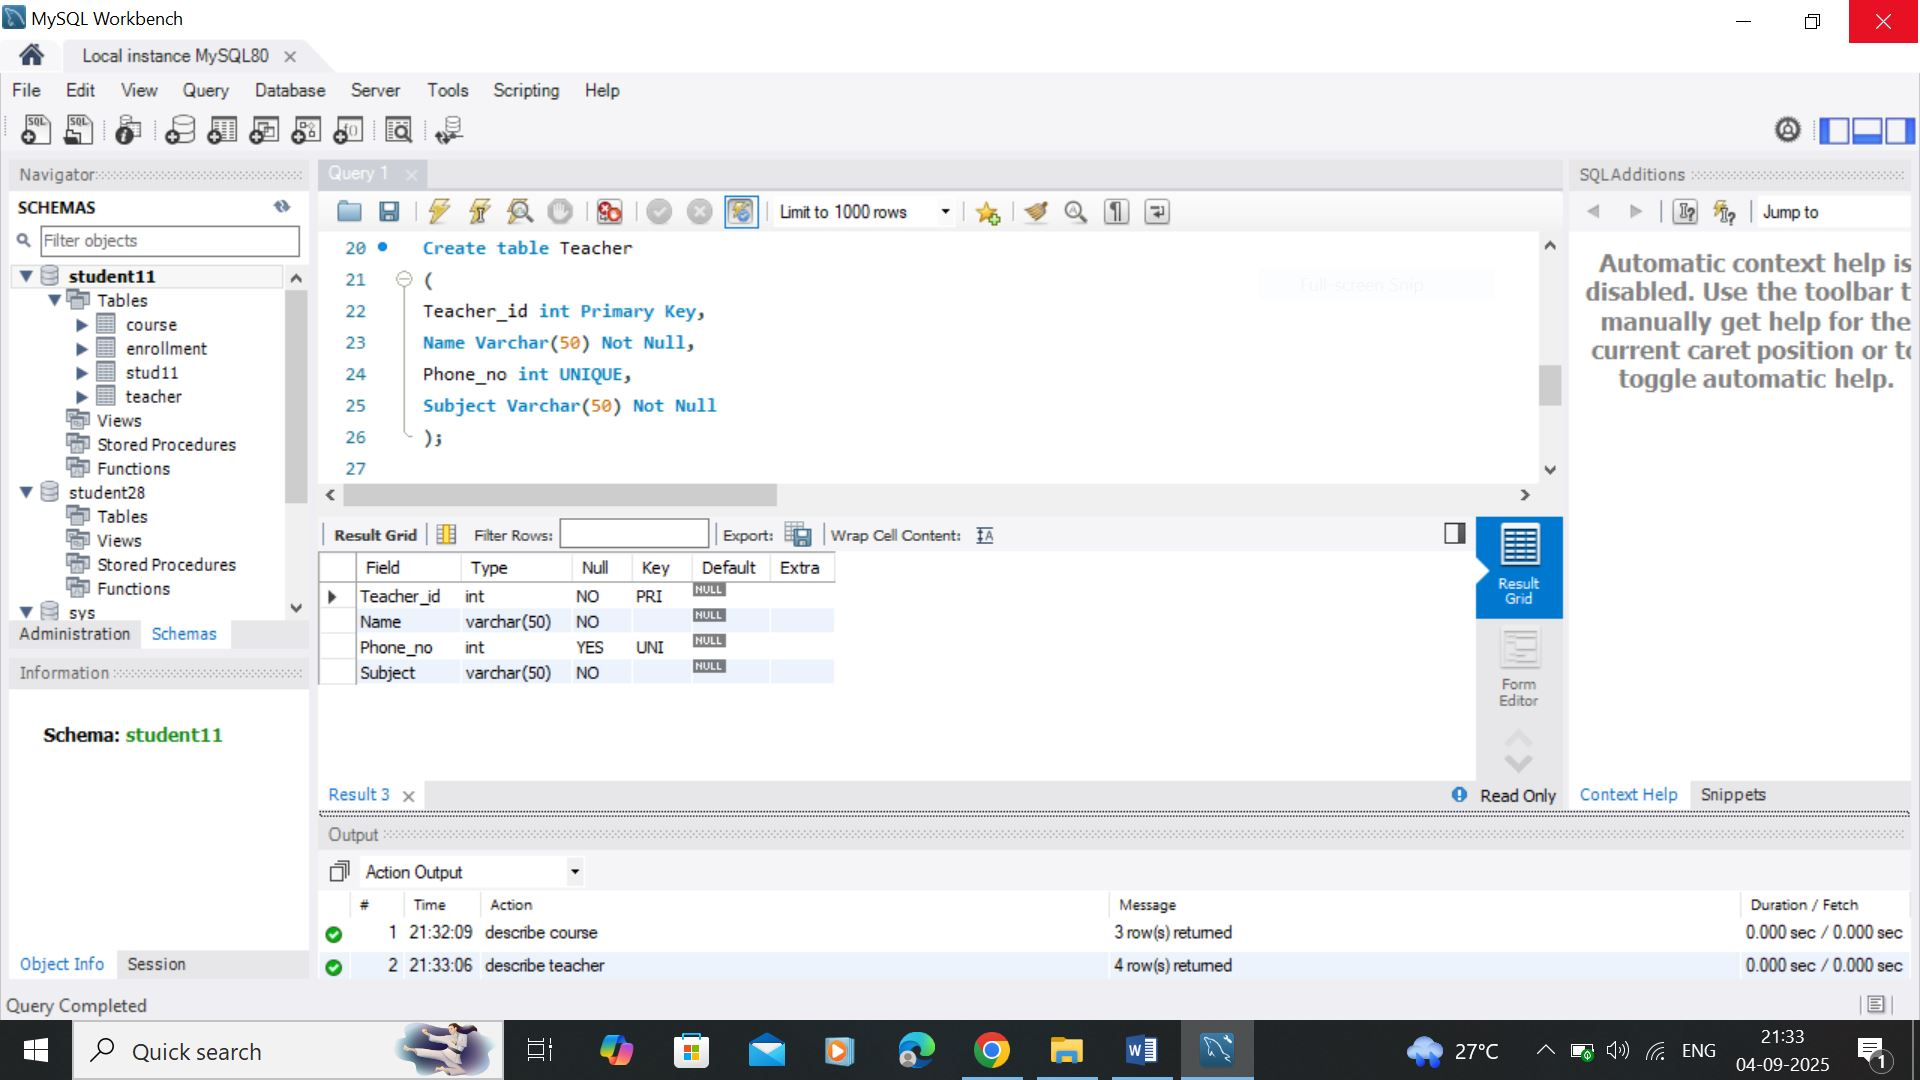 MySQL Workbench
Local instance MySQL80
File Edit View Query Database Server Tools Scripting Help
Navigator
SCHEMAS
Filter objects
student11
Tables
course
enrollment
stud11
teacher
Views
Stored Procedures
Functions
student28
Tables
Views
Stored Procedures
Functions
sys
Administration Schemas
Information
Schema: student11
Object Info Session
Query 1
Limit to 1000 rows
20 Create table Teacher
21 (
22 Teacher_id int Primary Key,
23 Name Varchar(50) Not Null,
24 Phone_no int UNIQUE,
25 Subject Varchar(50) Not Null
26 );
27
Full-screen Snip
Result Grid Filter Rows: Export: Wrap Cell Content:
Field Type Null Key Default Extra
Teacher_id int NO PRI NULL
Name varchar(50) NO NULL
Phone_no int YES UNI NULL
Subject varchar(50) NO NULL
Result
Grid
Form
Editor
Result 3
Read Only
SQLAdditions
Jump to
Automatic context help is
disabled. Use the toolbar t
manually get help for the
current caret position or to
toggle automatic help.
Context Help Snippets
Output
Action Output
# Time Action Message Duration / Fetch
1 21:32:09 describe course 3 row(s) returned 0.000 sec / 0.000 sec
2 21:33:06 describe teacher 4 row(s) returned 0.000 sec / 0.000 sec
Query Completed
Quick search
27°C
ENG
21:33
04-09-2025
1